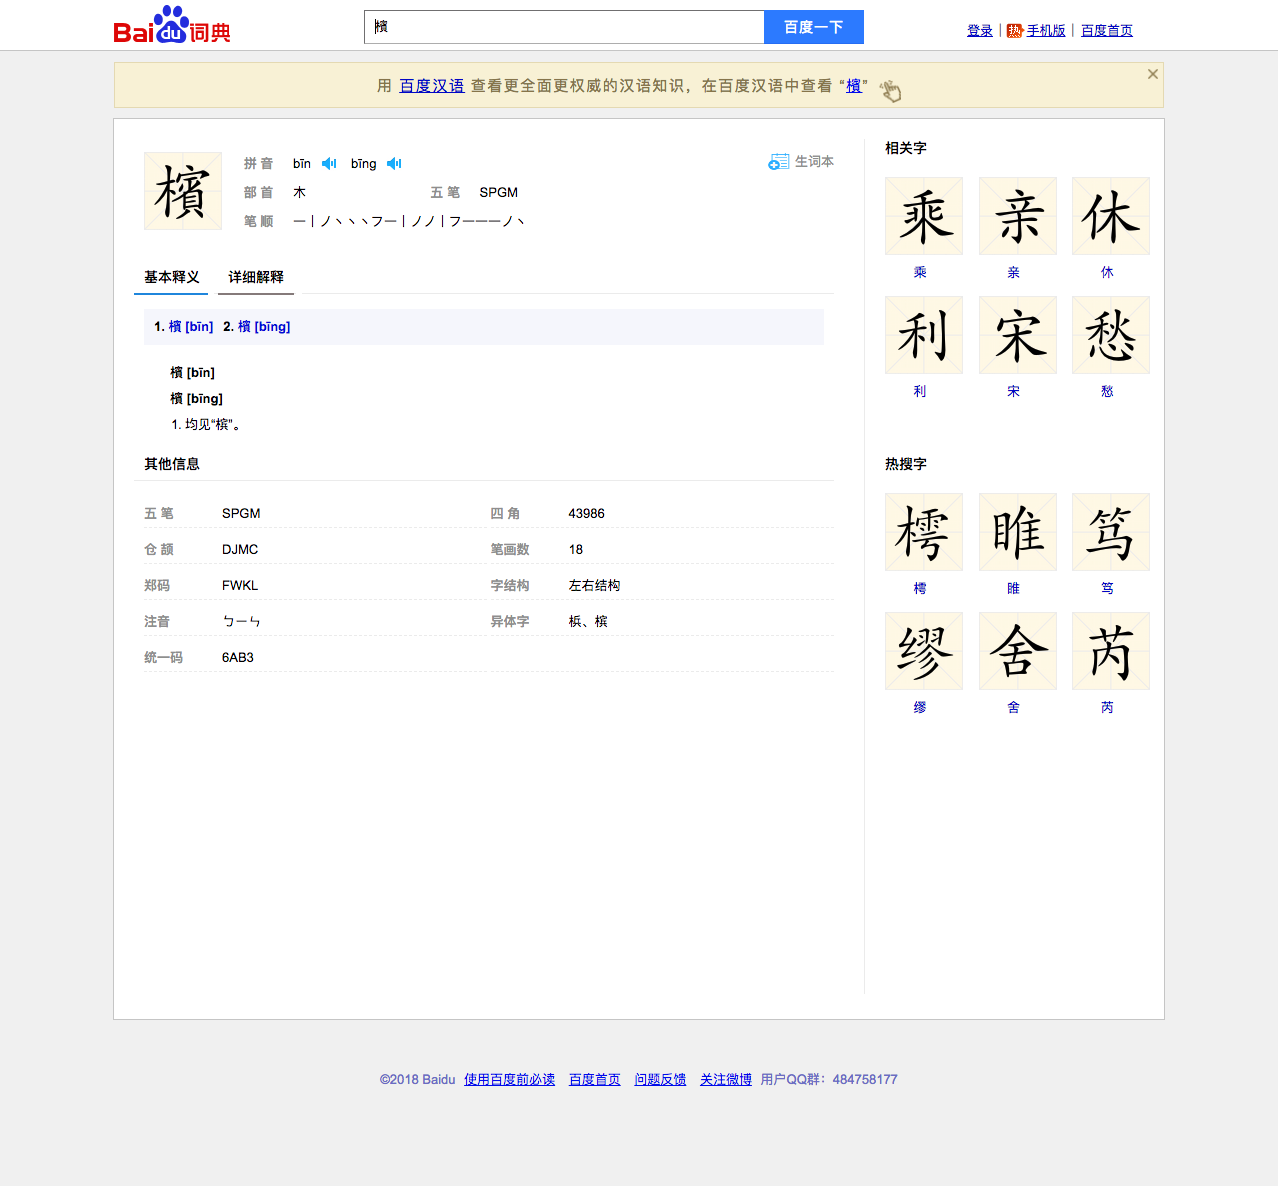 Bai du 词典
檳
百度一下
登录 | 热 手机版 | 百度首页
用 百度汉语 查看更全面更权威的汉语知识，在百度汉语中查看 “檳”
檳
拼 音 bīn bīng
生词本
部 首 木 五 笔 SPGM
笔 顺 一丨ノ丶丶丶フ一丨ノノ丨フ一一一ノ丶
基本释义 详细解释
1. 檳 [bīn] 2. 檳 [bīng]
檳 [bīn]
檳 [bīng]
1. 均见“槟”。
其他信息
五 笔 SPGM 四 角 43986
仓 颉 DJMC 笔画数 18
郑码 FWKL 字结构 左右结构
注音 ㄅㄧㄣ 异体字 梹、槟
统一码 6AB3
相关字
乘 亲 休
乘 亲 休
利 宋 愁
利 宋 愁
热搜字
樗 睢 笃
樗 睢 笃
缪 舍 芮
缪 舍 芮
©2018 Baidu 使用百度前必读 百度首页 问题反馈 关注微博 用户QQ群：484758177